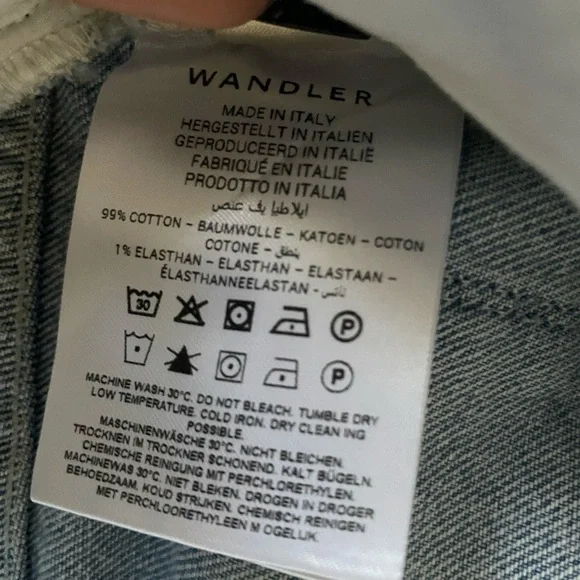 WANDLER
MADE IN ITALY
HERGESTELLT IN ITALIEN
GEPRODUCEERD IN ITALIË
FABRIQUÉ EN ITALIE
PRODOTTO IN ITALIA
99% COTTON - BAUMWOLLE - KATOEN - COTON
COTONE -
1% ELASTHAN - ELASTHAN - ELASTAAN -
ÉLASTHANNEELASTAN -
30 P
P
MACHINE WASH 30°C. DO NOT BLEACH. TUMBLE DRY
LOW TEMPERATURE. COLD IRON. DRY CLEAN ING
POSSIBLE.
MASCHINENWÄSCHE 30°C. NICHT BLEICHEN.
TROCKNEN IM TROCKNER SCHONEND. KALT BÜGELN.
CHEMISCHE REINIGUNG MIT PERCHLORETHYLEN.
MACHINEWAS 30°C. NIET BLEKEN. DROGEN IN DROGER
BEHOEDZAAM. KOUD STRIJKEN. CHEMISCH REINIGEN
MET PERCHLOORETHYLEEN M OGELIJK.